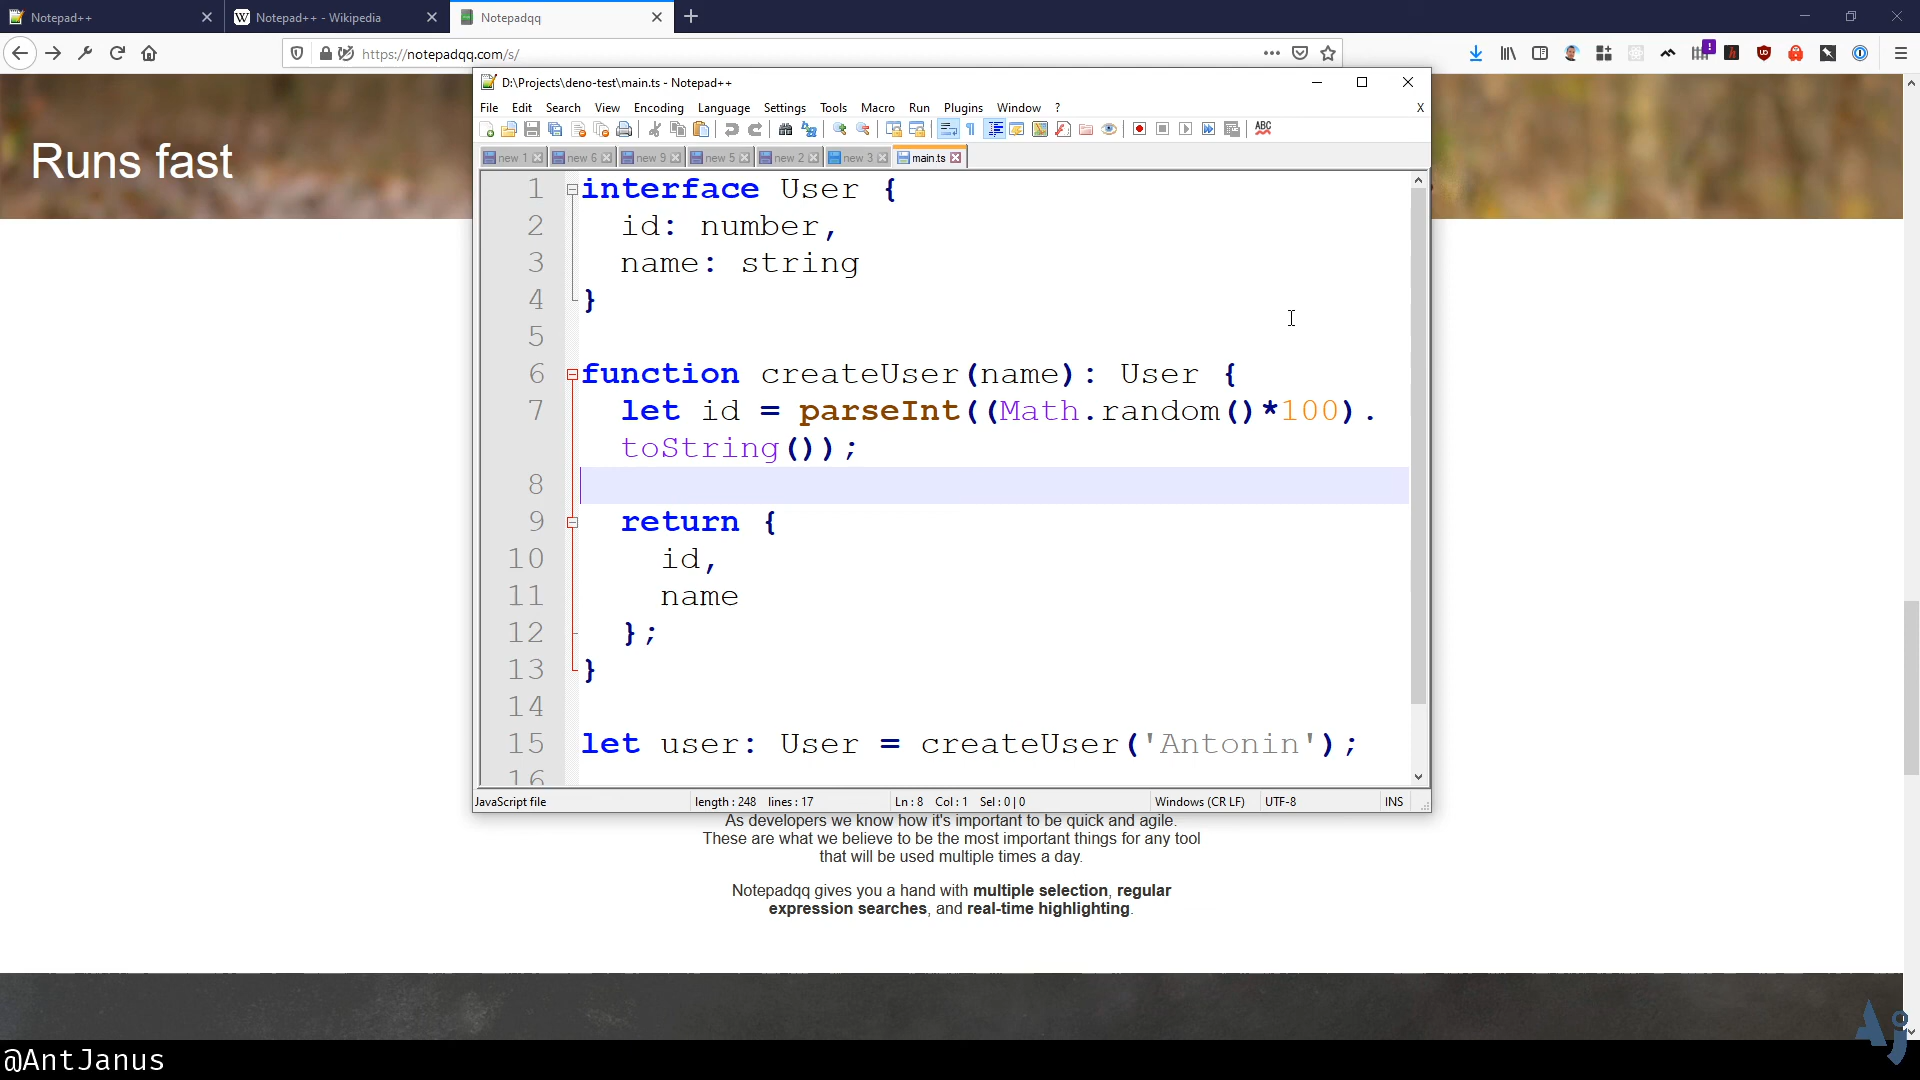 Notepad++
Notepad++ - Wikipedia
Notepadqq
https://notepadqq.com/s/
Runs fast
D:\Projects\deno-test\main.ts - Notepad++
File Edit Search View Encoding Language Settings Tools Macro Run Plugins Window ? X
ABC
new 1 new 6 new 9 new 5 new 2 new 3 main.ts
1 interface User {
2 id: number,
3 name: string
4 }
5
6 function createUser(name): User {
7 let id = parseInt((Math.random()*100).
toString());
8
9 return {
10 id,
11 name
12 };
13 }
14
15 let user: User = createUser('Antonin');
16
JavaScript file length : 248 lines : 17 Ln : 8 Col : 1 Sel : 0 | 0 Windows (CR LF) UTF-8 INS
As developers we know how it's important to be quick and agile.
These are what we believe to be the most important things for any tool
that will be used multiple times a day.
Notepadqq gives you a hand with multiple selection, regular
expression searches, and real-time highlighting.
@AntJanus
Aj